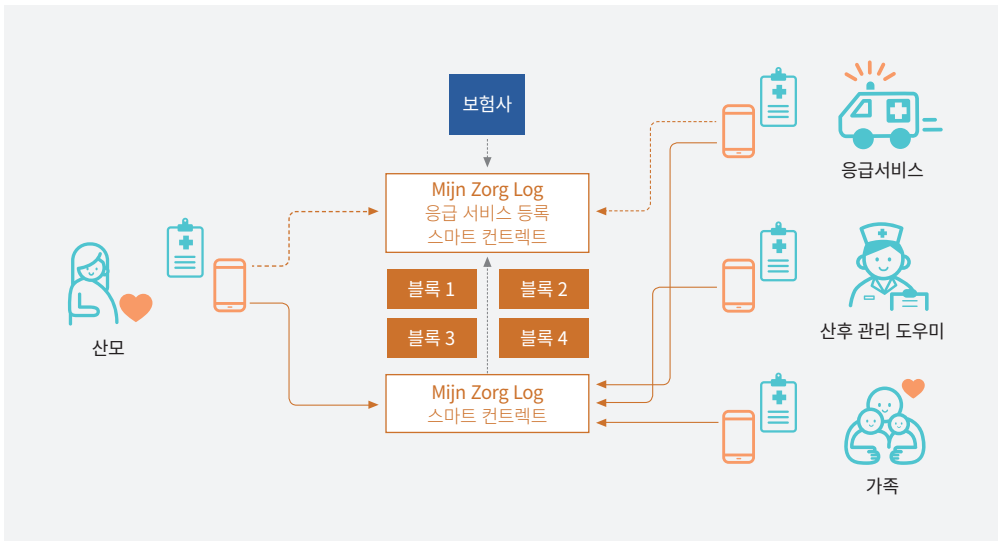 보험사
Mijn Zorg Log
응급 서비스 등록
스마트 컨트렉트
블록 1
블록 2
블록 3
블록 4
Mijn Zorg Log
스마트 컨트렉트
산모
응급서비스
산후 관리 도우미
가족